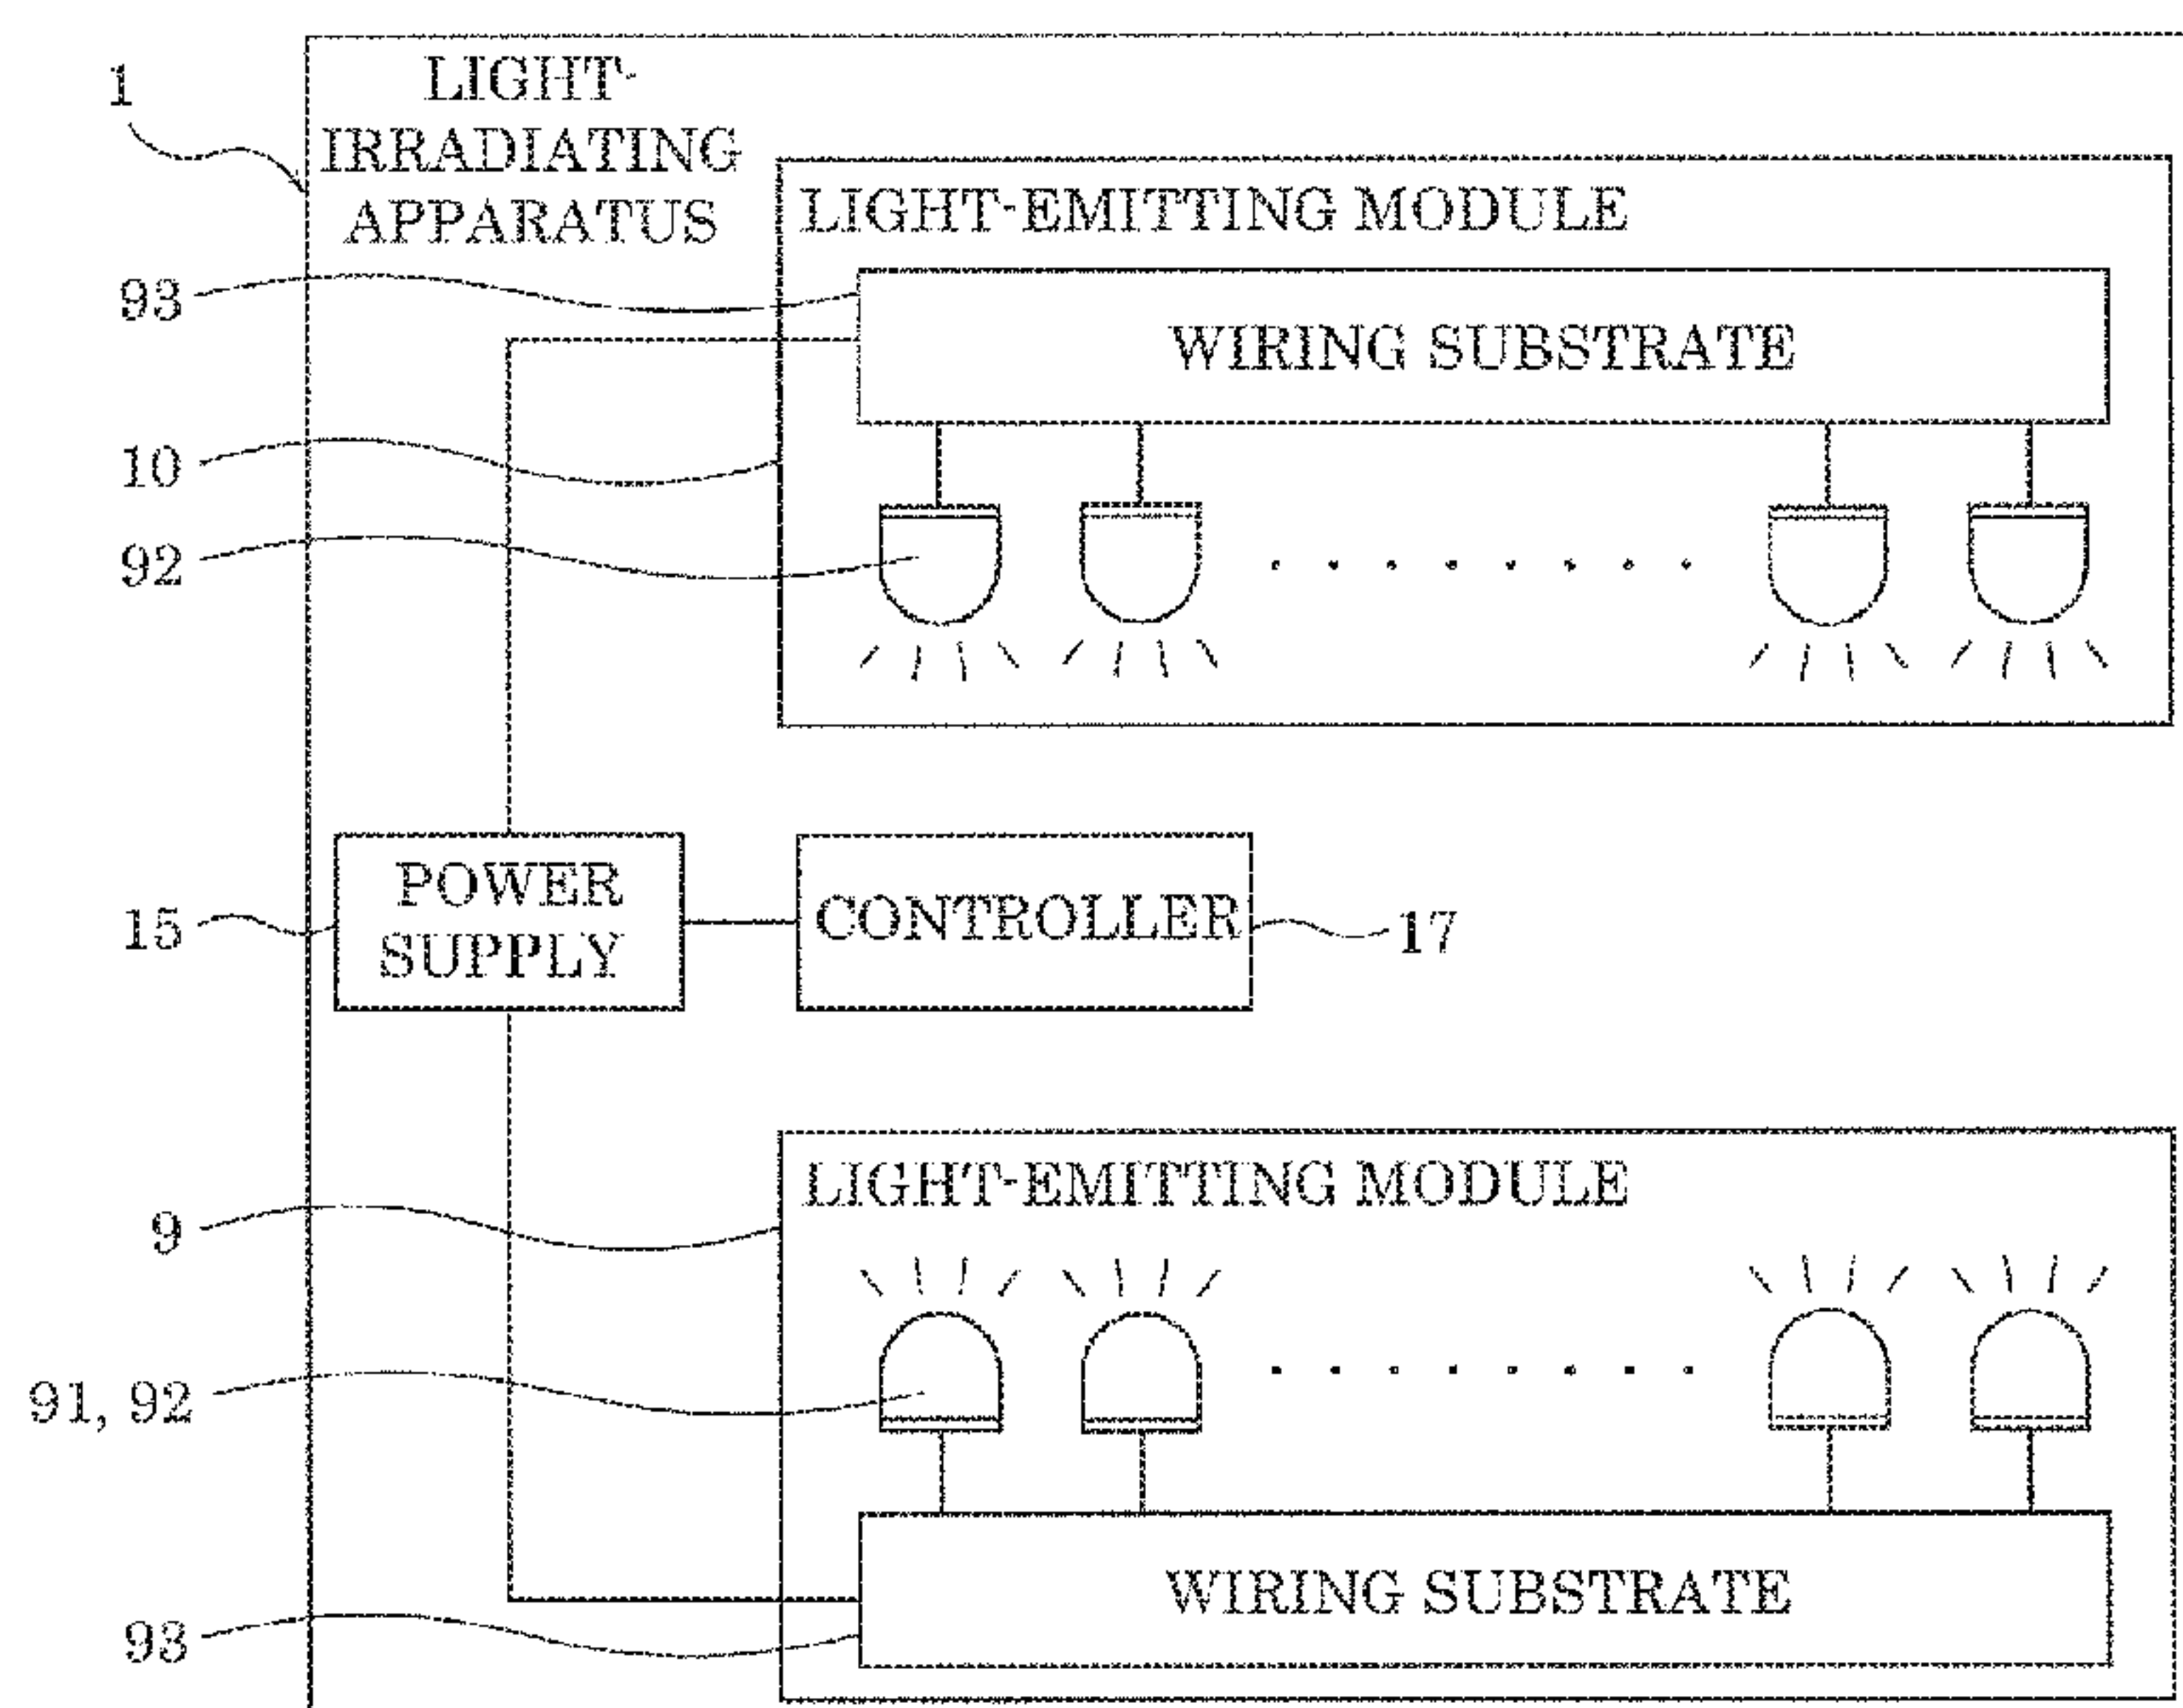 1
LIGHT-
IRRADIATING
APPARATUS
LIGHT-EMITTING MODULE
93
WIRING SUBSTRATE
10
92
POWER
SUPPLY
CONTROLLER
15
17
LIGHT-EMITTING MODULE
9
91, 92
WIRING SUBSTRATE
93